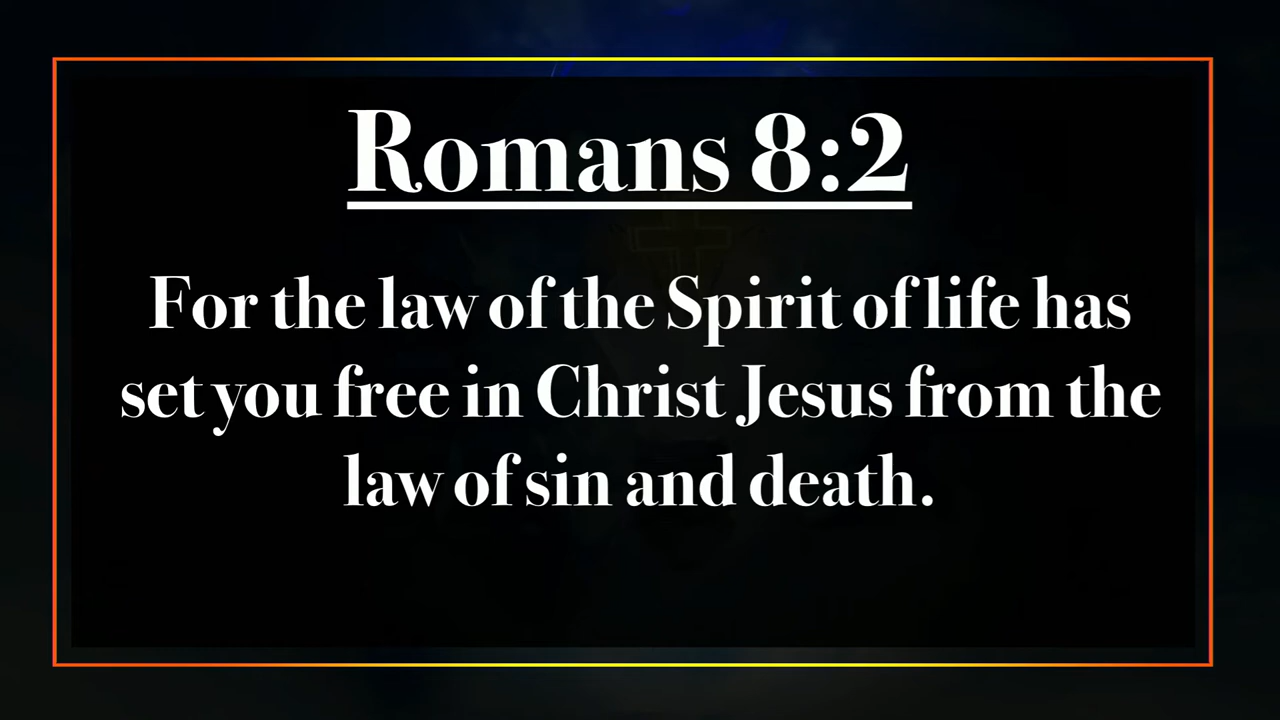 Romans 8:2
For the law of the Spirit of life has
set you free in Christ Jesus from the
law of sin and death.